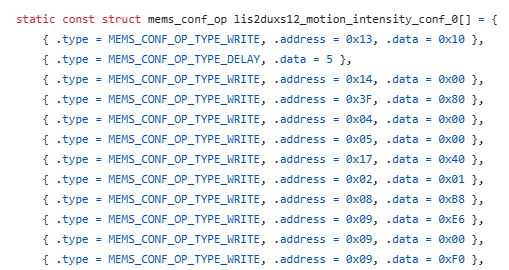 static const struct mems_conf_op lis2duxs12_motion_intensity_conf_0[] = {
    { .type = MEMS_CONF_OP_TYPE_WRITE, .address = 0x13, .data = 0x10 },
    { .type = MEMS_CONF_OP_TYPE_DELAY, .data = 5 },
    { .type = MEMS_CONF_OP_TYPE_WRITE, .address = 0x14, .data = 0x00 },
    { .type = MEMS_CONF_OP_TYPE_WRITE, .address = 0x3F, .data = 0x80 },
    { .type = MEMS_CONF_OP_TYPE_WRITE, .address = 0x04, .data = 0x00 },
    { .type = MEMS_CONF_OP_TYPE_WRITE, .address = 0x05, .data = 0x00 },
    { .type = MEMS_CONF_OP_TYPE_WRITE, .address = 0x17, .data = 0x40 },
    { .type = MEMS_CONF_OP_TYPE_WRITE, .address = 0x02, .data = 0x01 },
    { .type = MEMS_CONF_OP_TYPE_WRITE, .address = 0x08, .data = 0xB8 },
    { .type = MEMS_CONF_OP_TYPE_WRITE, .address = 0x09, .data = 0xE6 },
    { .type = MEMS_CONF_OP_TYPE_WRITE, .address = 0x09, .data = 0x00 },
    { .type = MEMS_CONF_OP_TYPE_WRITE, .address = 0x09, .data = 0xF0 },